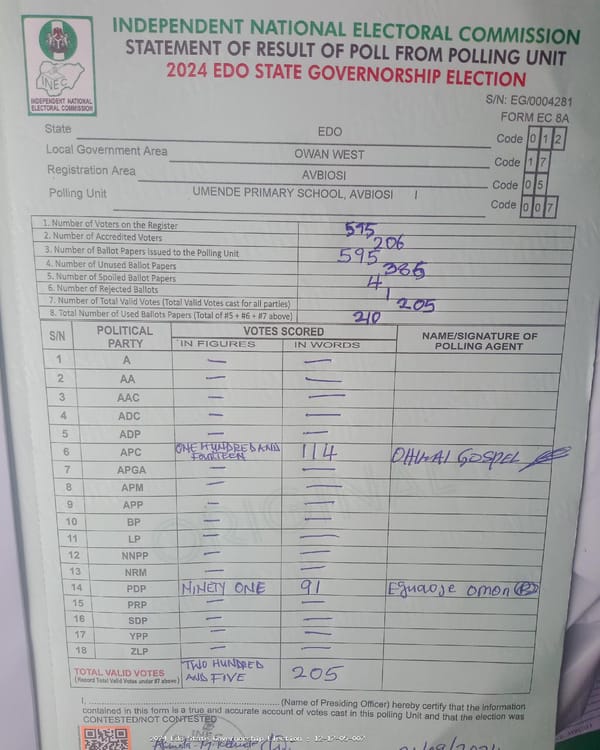 INDEPENDENT NATIONAL ELECTORAL COMMISSION
STATEMENT OF RESULT OF POLL FROM POLLING UNIT
2024 EDO STATE GOVERNORSHIP ELECTION
INEC
INDEPENDENT NATIONAL
ELECTORAL COMMISSION
S/N: EG/0004281
FORM EC 8A
State EDO Code 0 1 2
Local Government Area OWAN WEST Code 1 7
Registration Area AVBIOSI Code 0 5
Polling Unit UMENDE PRIMARY SCHOOL, AVBIOSI I Code 0 0 7
1. Number of Voters on the Register 595
2. Number of Accredited Voters 206
3. Number of Ballot Papers Issued to the Polling Unit 595
4. Number of Unused Ballot Papers 385
5. Number of Spoiled Ballot Papers 4
6. Number of Rejected Ballots 1
7. Number of Total Valid Votes (Total Valid Votes cast for all parties) 205
8. Total Number of Used Ballots Papers (Total of #5 + #6 + #7 above) 210
S/N POLITICAL PARTY VOTES SCORED NAME/SIGNATURE OF POLLING AGENT
IN FIGURES IN WORDS
1 A — —
2 AA — —
3 AAC — —
4 ADC — —
5 ADP — —
6 APC ONE HUNDRED AND FOURTEEN 114 GOSPEL
7 APGA — —
8 APM — —
9 APP — —
10 BP — —
11 LP — —
12 NNPP — —
13 NRM — —
14 PDP NINETY ONE 91 omon
15 PRP — —
16 SDP — —
17 YPP — —
18 ZLP — —
ORIGINAL
TOTAL VALID VOTES TWO HUNDRED AND FIVE 205
(Record Total Valid Votes under #7 above)
I, (Name of Presiding Officer) hereby certify that the information
contained in this form is a true and accurate account of votes cast in this polling unit and that the election was
CONTESTED/NOT CONTESTED
2024 Edo State Governorship Election : 12-17-05-007